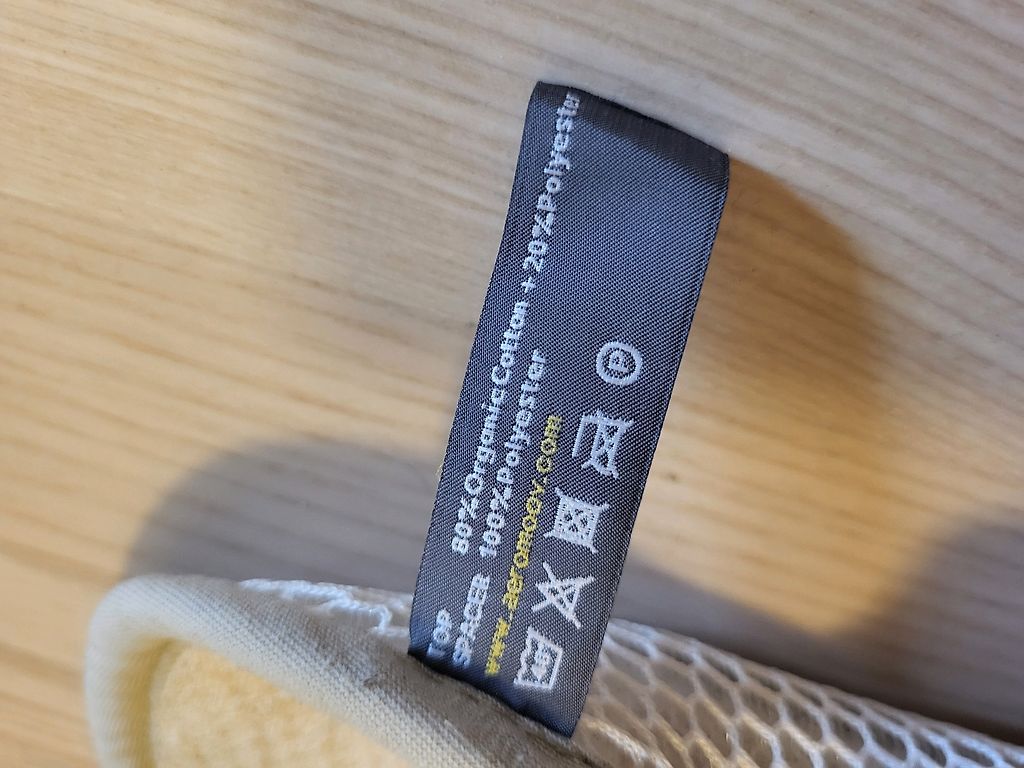 TOP 80%OrganicCotton + 20%Polyester
SPACER 100%Polyester
www.aeromoov.com
P